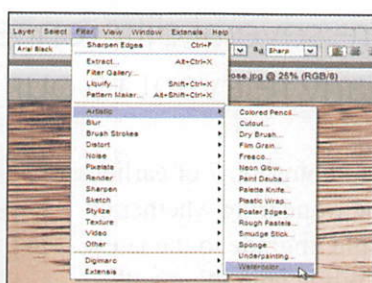 Layer Select Filter View Window Extensis Help
Arial Black
Sharp
ose.jpg @ 25% (RGB/8)
Sharpen Edges Ctrl+F
Extract... Alt+Ctrl+X
Filter Gallery...
Liquify... Shift+Ctrl+X
Pattern Maker... Alt+Shift+Ctrl+X
Artistic
Blur
Brush Strokes
Distort
Noise
Pixelate
Render
Sharpen
Sketch
Stylize
Texture
Video
Other
Digimarc
Extensis
Colored Pencil...
Cutout...
Dry Brush...
Film Grain...
Fresco...
Neon Glow...
Paint Daubs...
Palette Knife...
Plastic Wrap...
Poster Edges...
Rough Pastels...
Smudge Stick...
Sponge...
Underpainting...
Watercolor...